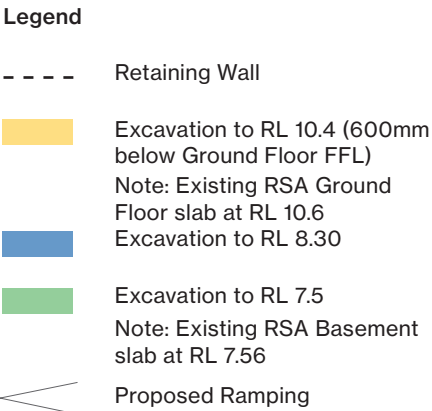 Legend
Retaining Wall
Excavation to RL 10.4 (600mm
below Ground Floor FFL)
Note: Existing RSA Ground
Floor slab at RL 10.6
Excavation to RL 8.30
Excavation to RL 7.5
Note: Existing RSA Basement
slab at RL 7.56
Proposed Ramping